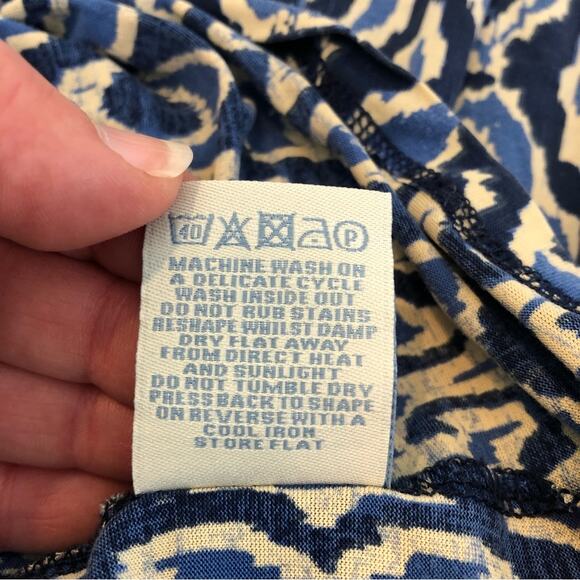 40 P
MACHINE WASH ON
A DELICATE CYCLE
WASH INSIDE OUT
DO NOT RUB STAINS
RESHAPE WHILST DAMP
DRY FLAT AWAY
FROM DIRECT HEAT
AND SUNLIGHT
DO NOT TUMBLE DRY
PRESS BACK TO SHAPE
ON REVERSE WITH A
COOL IRON
STORE FLAT